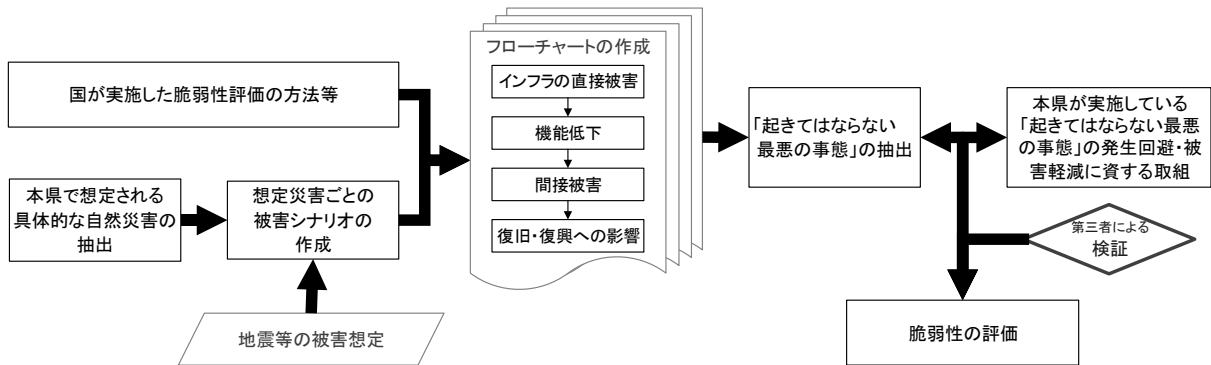 国が実施した脆弱性評価の方法等
本県で想定される
具体的な自然災害の
抽出
想定災害ごとの
被害シナリオの
作成
地震等の被害想定
フローチャートの作成
インフラの直接被害
機能低下
間接被害
復旧・復興への影響
「起きてはならない
最悪の事態」の抽出
本県が実施している
「起きてはならない最悪
の事態」の発生回避・被
害軽減に資する取組
第三者による
検証
脆弱性の評価